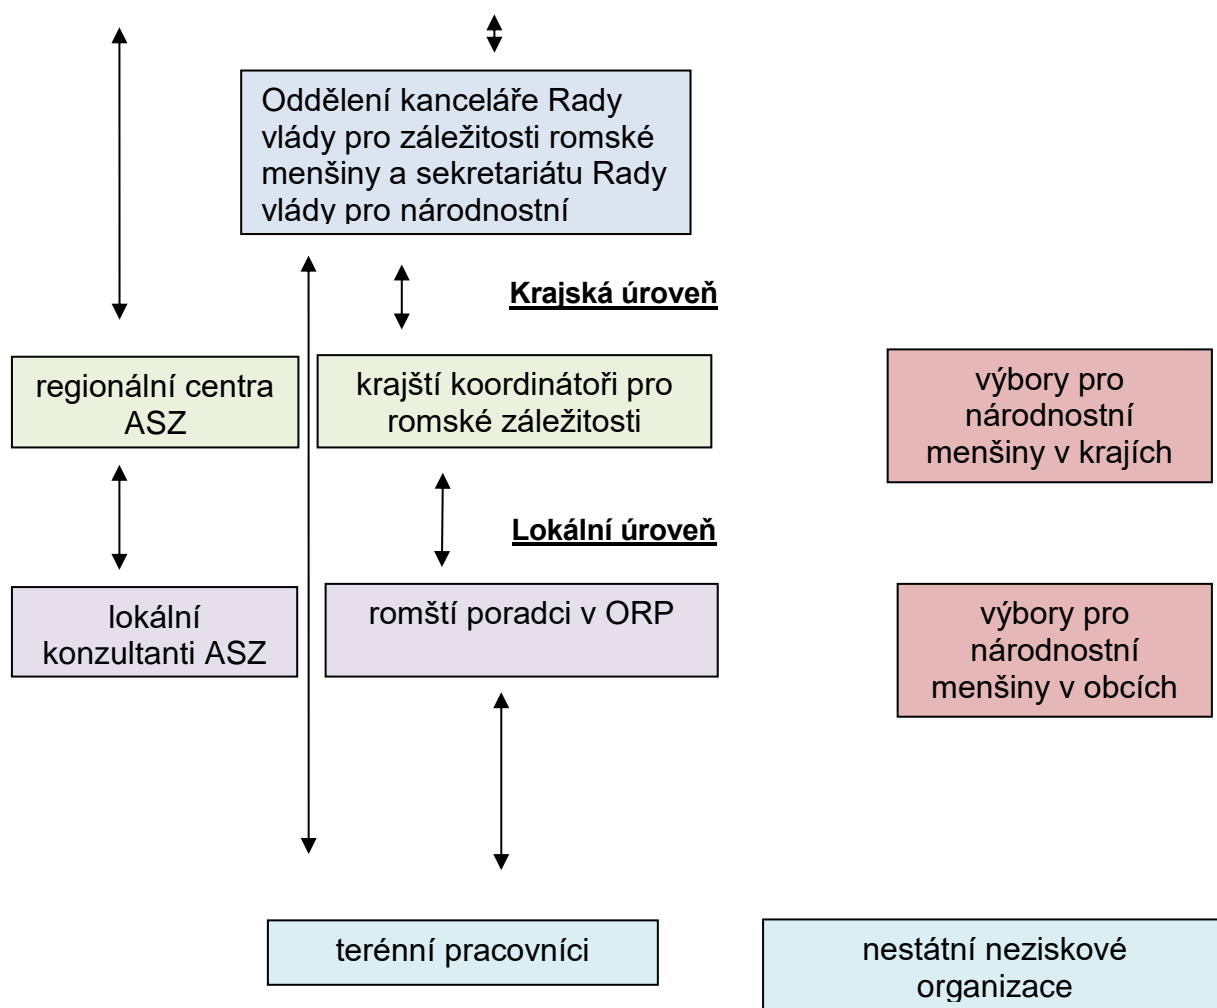 Oddělení kanceláře Rady
vlády pro záležitosti romské
menšiny a sekretariátu Rady
vlády pro národnostní
Krajská úroveň
regionální centra
ASZ
krajští koordinátoři pro
romské záležitosti
výbory pro
národnostní
menšiny v krajích
Lokální úroveň
lokální
konzultanti ASZ
romští poradci v ORP
výbory pro
národnostní
menšiny v obcích
terénní pracovníci
nestátní neziskové
organizace